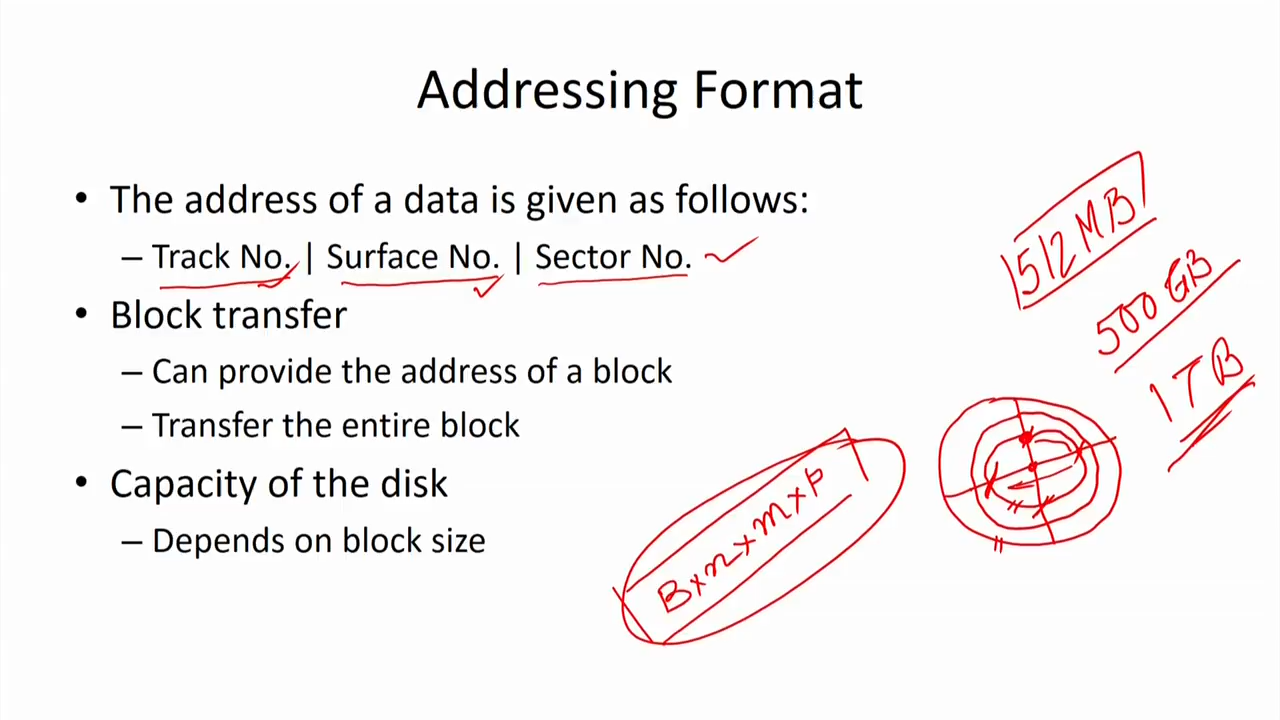 Addressing Format
• The address of a data is given as follows:
– Track No. | Surface No. | Sector No.
• Block transfer
– Can provide the address of a block
– Transfer the entire block
• Capacity of the disk
– Depends on block size
512 MB
500 GB
1 TB
B×n×m×p